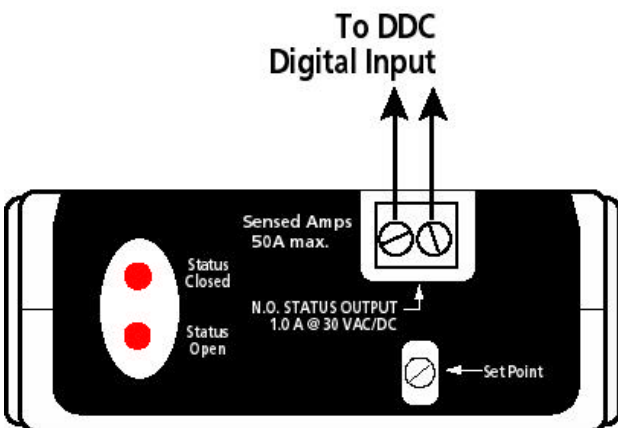 To DDC
Digital Input
Sensed Amps
50A max.
Status
Closed
N.O. STATUS OUTPUT
1.0 A @ 30 VAC/DC
Status
Open
Set Point